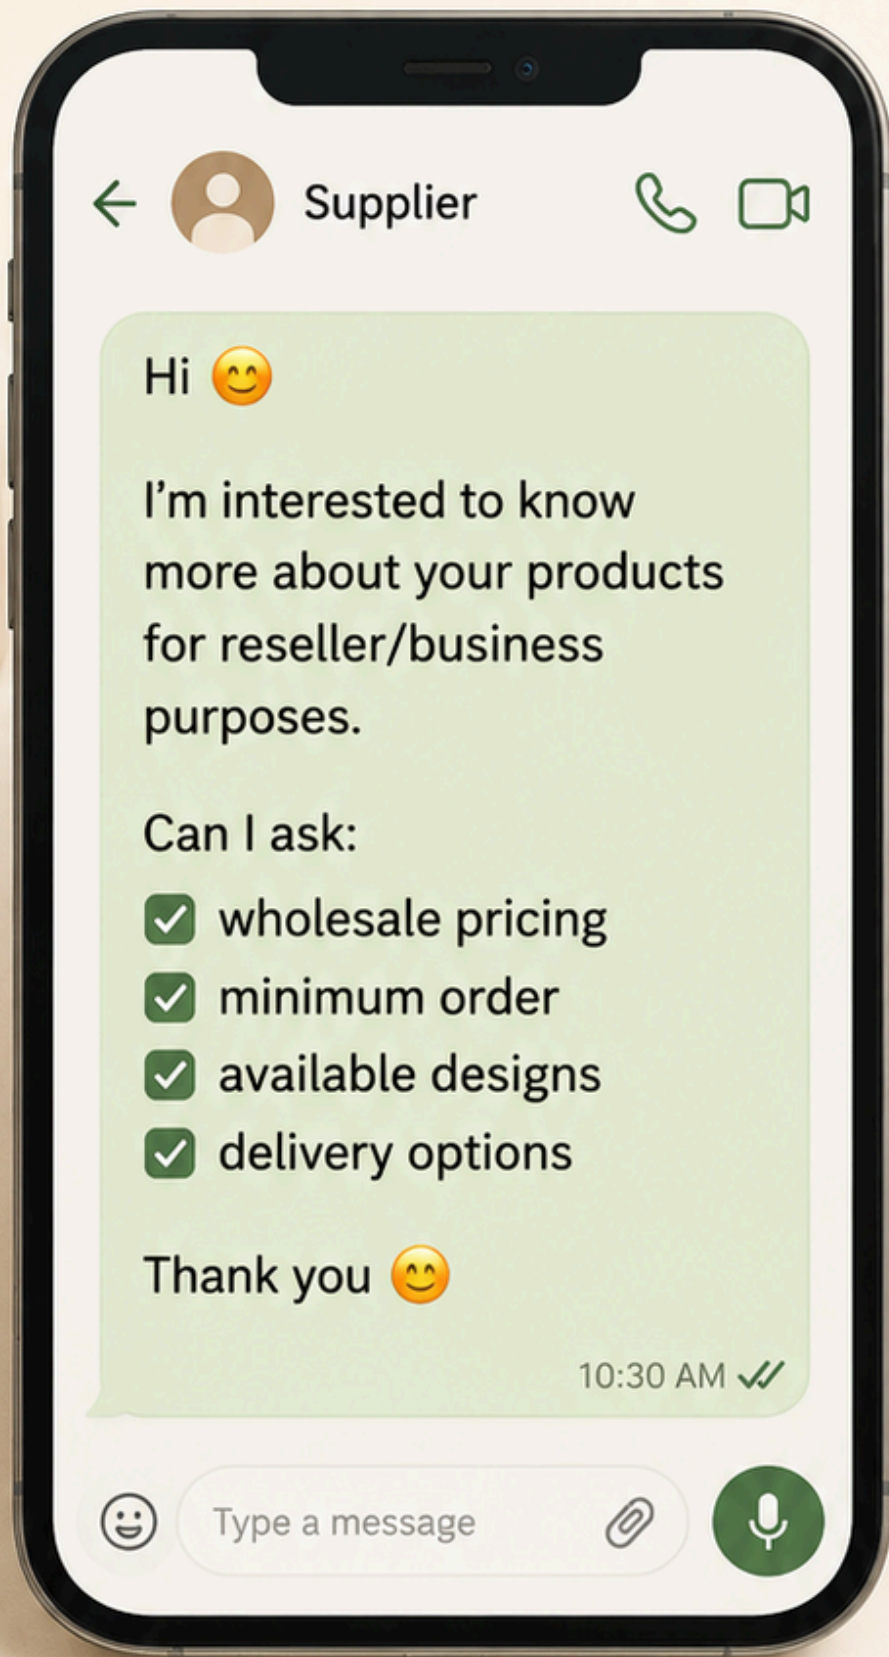 Supplier
Hi 😊
I’m interested to know
more about your products
for reseller/business
purposes.
Can I ask:
✅ wholesale pricing
✅ minimum order
✅ available designs
✅ delivery options
Thank you 😊
10:30 AM
Type a message